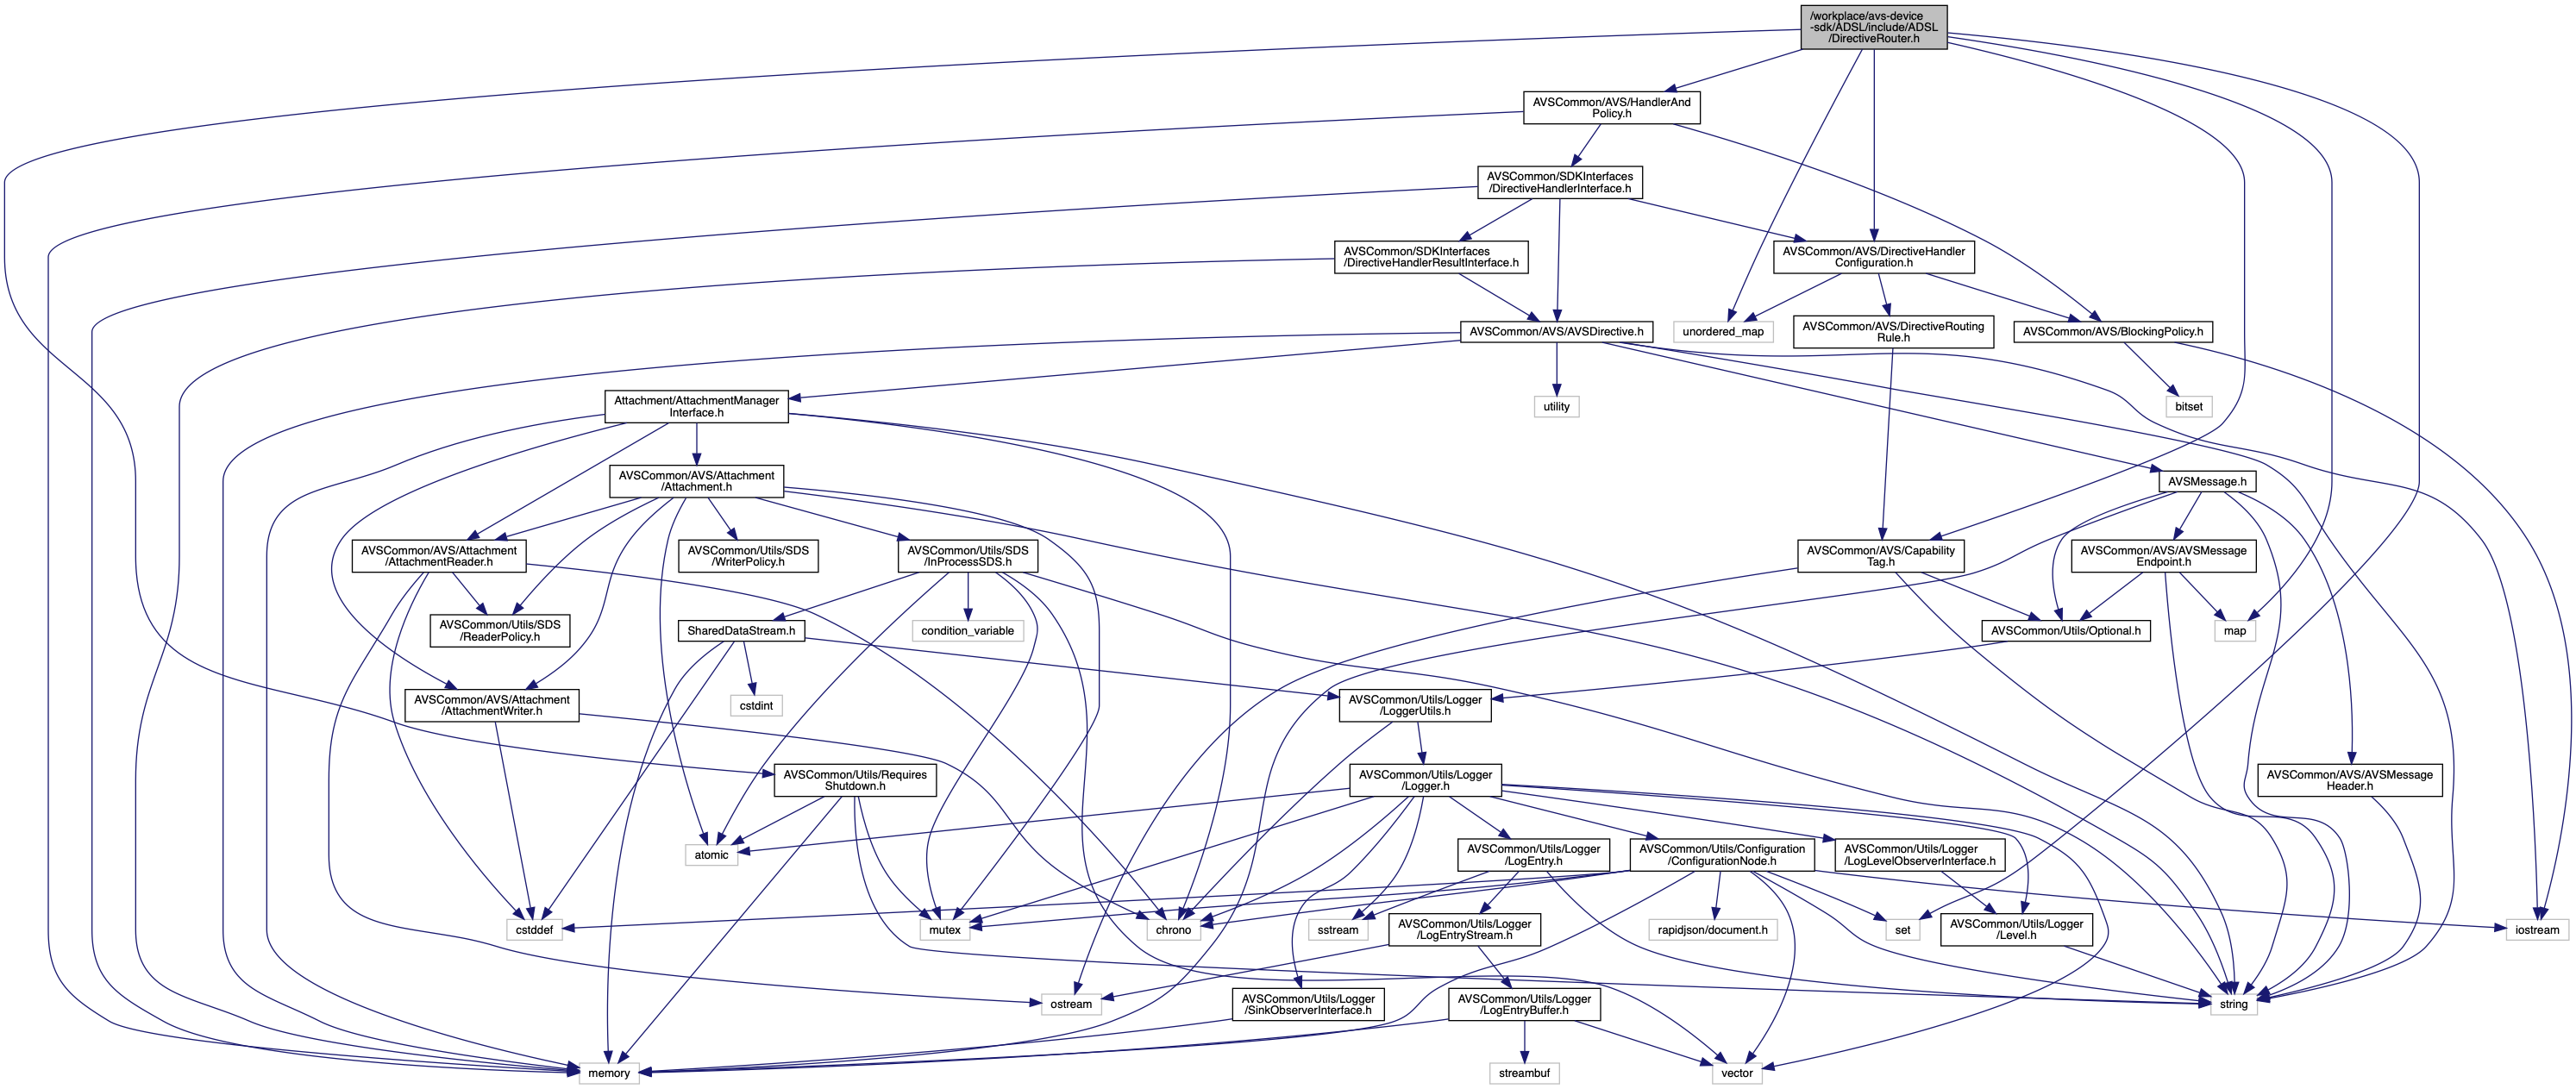 /workplace/avs-device
-sdk/ADSL/include/ADSL
/DirectiveRouter.h
AVSCommon/AVS/HandlerAnd
Policy.h
AVSCommon/SDKInterfaces
/DirectiveHandlerInterface.h
AVSCommon/SDKInterfaces
/DirectiveHandlerResultInterface.h
AVSCommon/AVS/DirectiveHandler
Configuration.h
AVSCommon/AVS/AVSDirective.h
unordered_map
AVSCommon/AVS/DirectiveRouting
Rule.h
AVSCommon/AVS/BlockingPolicy.h
Attachment/AttachmentManager
Interface.h
utility
bitset
AVSCommon/AVS/Attachment
/Attachment.h
AVSMessage.h
AVSCommon/AVS/Attachment
/AttachmentReader.h
AVSCommon/Utils/SDS
/WriterPolicy.h
AVSCommon/Utils/SDS
/InProcessSDS.h
AVSCommon/AVS/Capability
Tag.h
AVSCommon/AVS/AVSMessage
Endpoint.h
AVSCommon/Utils/SDS
/ReaderPolicy.h
SharedDataStream.h
condition_variable
AVSCommon/Utils/Optional.h
map
AVSCommon/AVS/Attachment
/AttachmentWriter.h
cstdint
AVSCommon/Utils/Logger
/LoggerUtils.h
AVSCommon/Utils/Requires
Shutdown.h
AVSCommon/Utils/Logger
/Logger.h
AVSCommon/AVS/AVSMessage
Header.h
atomic
AVSCommon/Utils/Logger
/LogEntry.h
AVSCommon/Utils/Configuration
/ConfigurationNode.h
AVSCommon/Utils/Logger
/LogLevelObserverInterface.h
cstddef
mutex
chrono
sstream
AVSCommon/Utils/Logger
/LogEntryStream.h
rapidjson/document.h
set
AVSCommon/Utils/Logger
/Level.h
iostream
ostream
AVSCommon/Utils/Logger
/SinkObserverInterface.h
AVSCommon/Utils/Logger
/LogEntryBuffer.h
string
memory
streambuf
vector